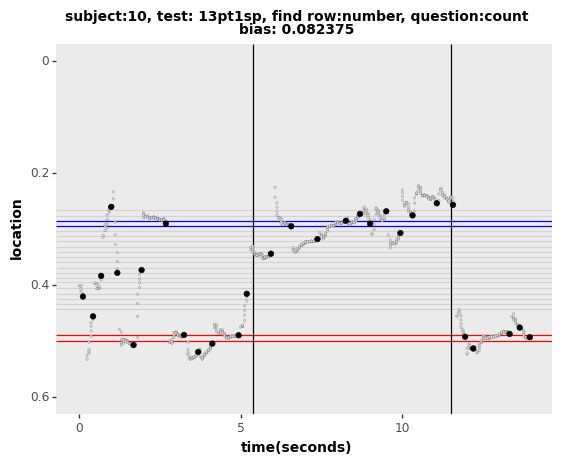 subject:10, test: 13pt1sp, find row:number, question:count
bias: 0.082375
0
0.2
0.4
0.6
location
0
5
10
time(seconds)